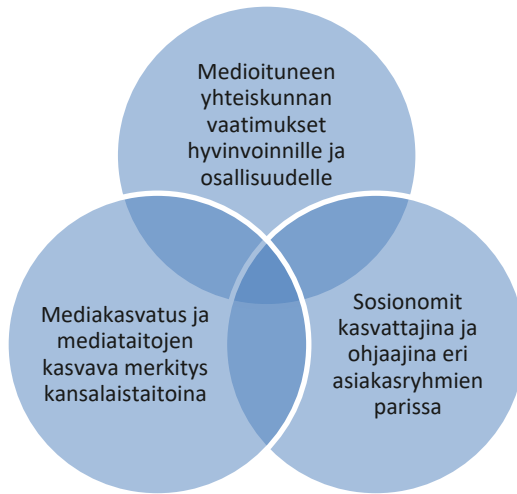 Medioituneen
yhteiskunnan
vaatimukset
hyvinvoinnille ja
osallisuudelle
Mediakasvatus ja
mediataitojen
kasvava merkitys
kansalaistaitoina
Sosionomit
kasvattajina ja
ohjaajina eri
asiakasryhmien
parissa